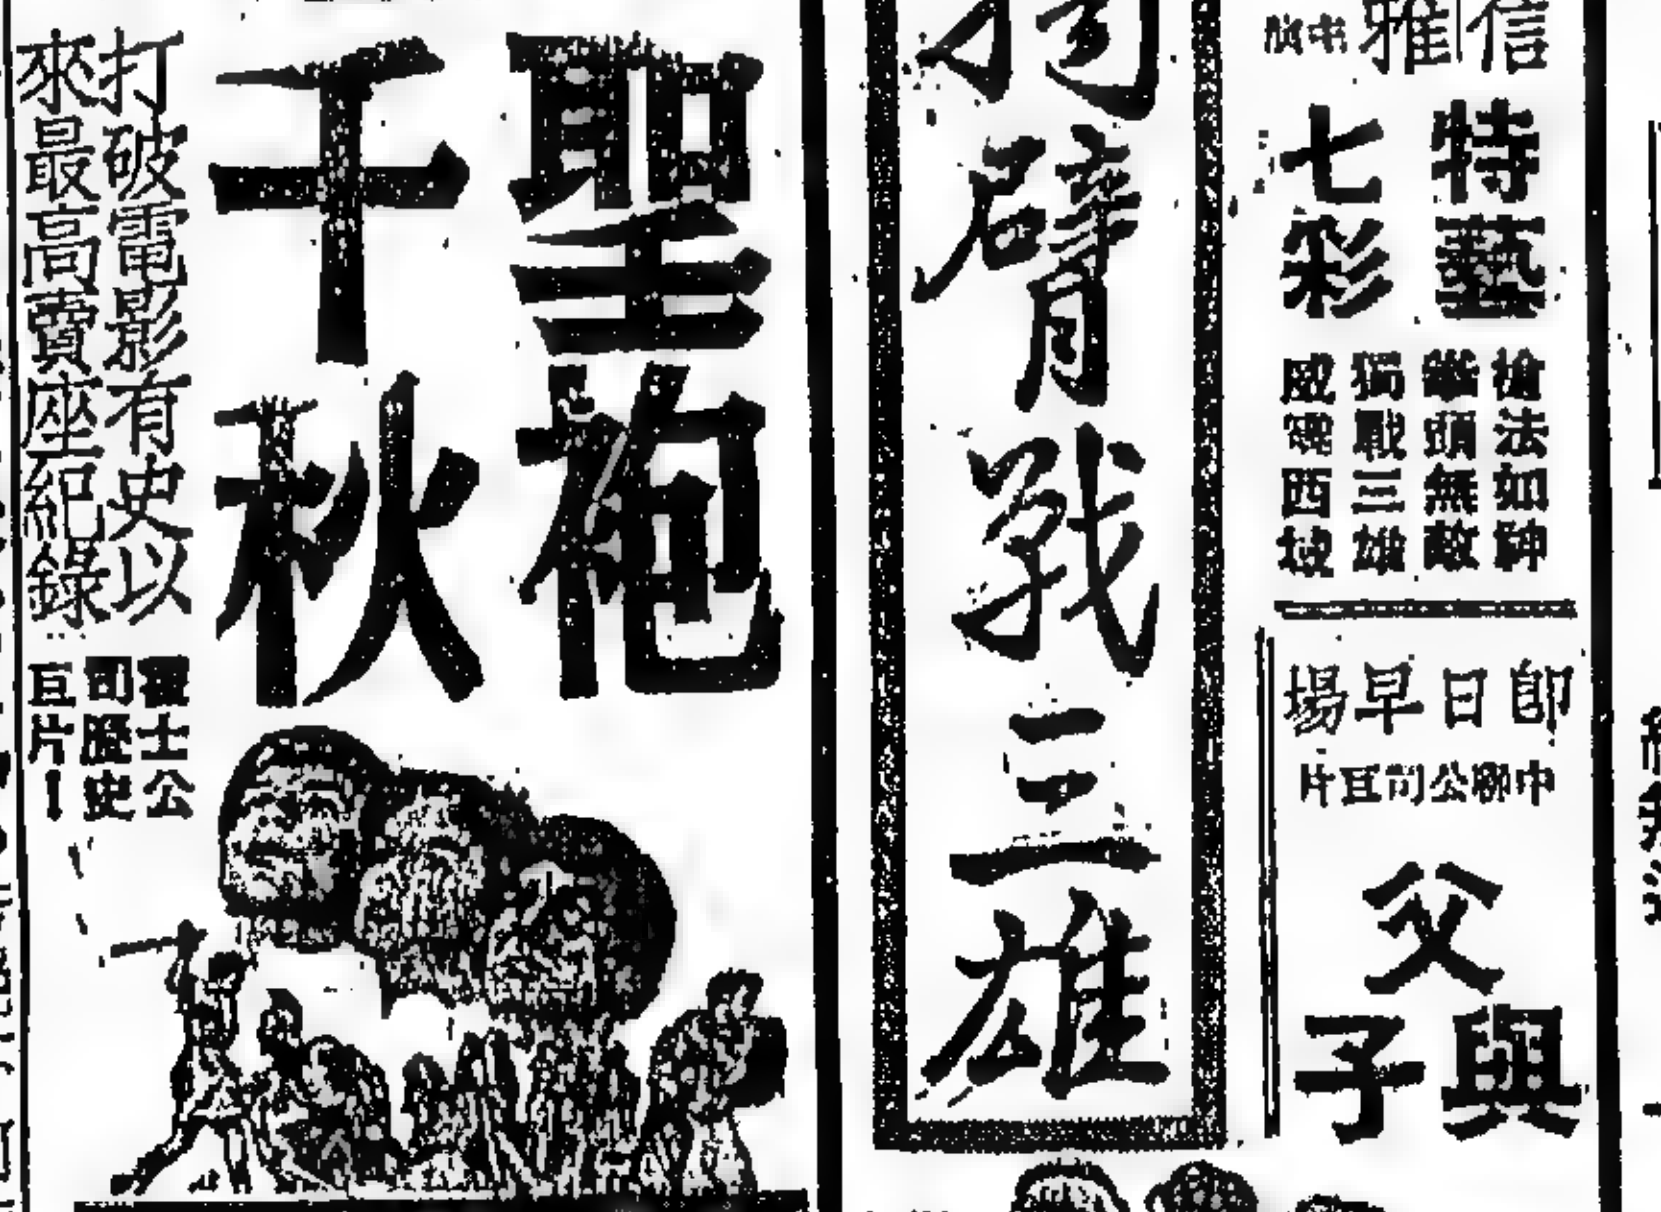 信
雅
特藝
七彩
槍法如神
拳頭無敵
獨戰三雄
威震西域
即日早場
中聯公司巨片
父
與子
獨臂戰三雄
聖袍
千秋
打破電影有史以
來最高賣座紀錄
霍士公
司歷史
巨片！